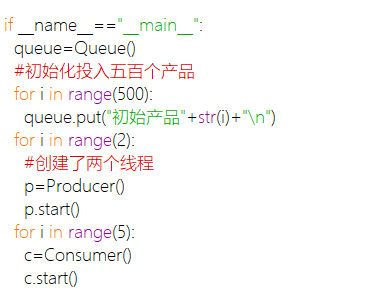 if __name__=="__main__":
  queue=Queue()
  #初始化投入五百个产品
  for i in range(500):
    queue.put("初始产品"+str(i)+"\n")
  for i in range(2):
    #创建了两个线程
    p=Producer()
    p.start()
  for i in range(5):
    c=Consumer()
    c.start()